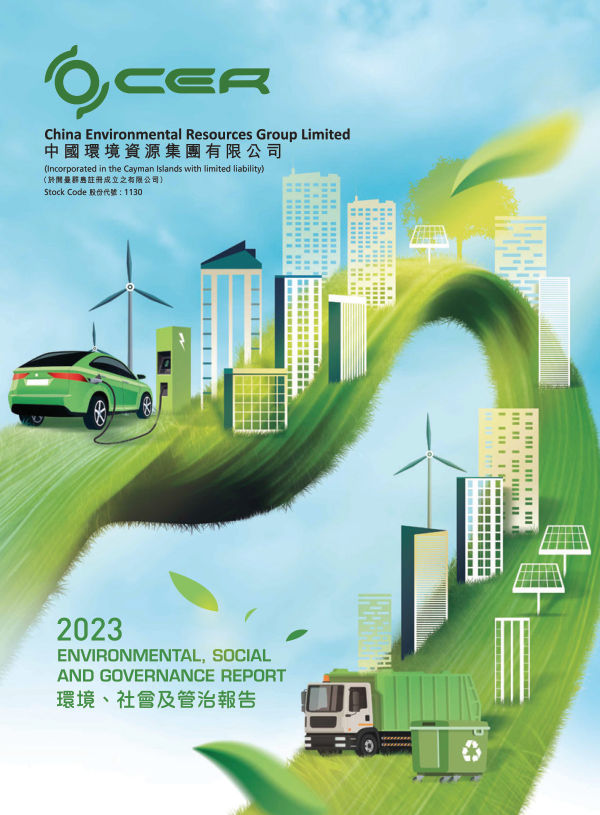 CER
China Environmental Resources Group Limited
中國環境資源集團有限公司
(Incorporated in the Cayman Islands with limited liability)
(於開曼群島註冊成立之有限公司)
Stock Code 股份代號 : 1130
2023
ENVIRONMENTAL, SOCIAL
AND GOVERNANCE REPORT
環境、社會及管治報告